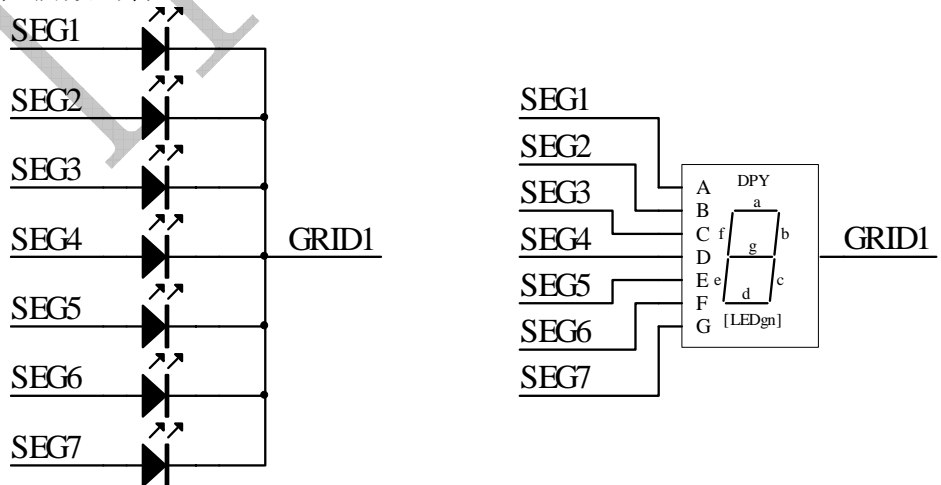 SEG1
SEG2
SEG3
SEG4
SEG5
SEG6
SEG7
GRID1
SEG1
SEG2
SEG3
SEG4
SEG5
SEG6
SEG7
A
B
C
D
E
F
G
DPY
a
f
b
g
e
c
d
[LEDgn]
GRID1